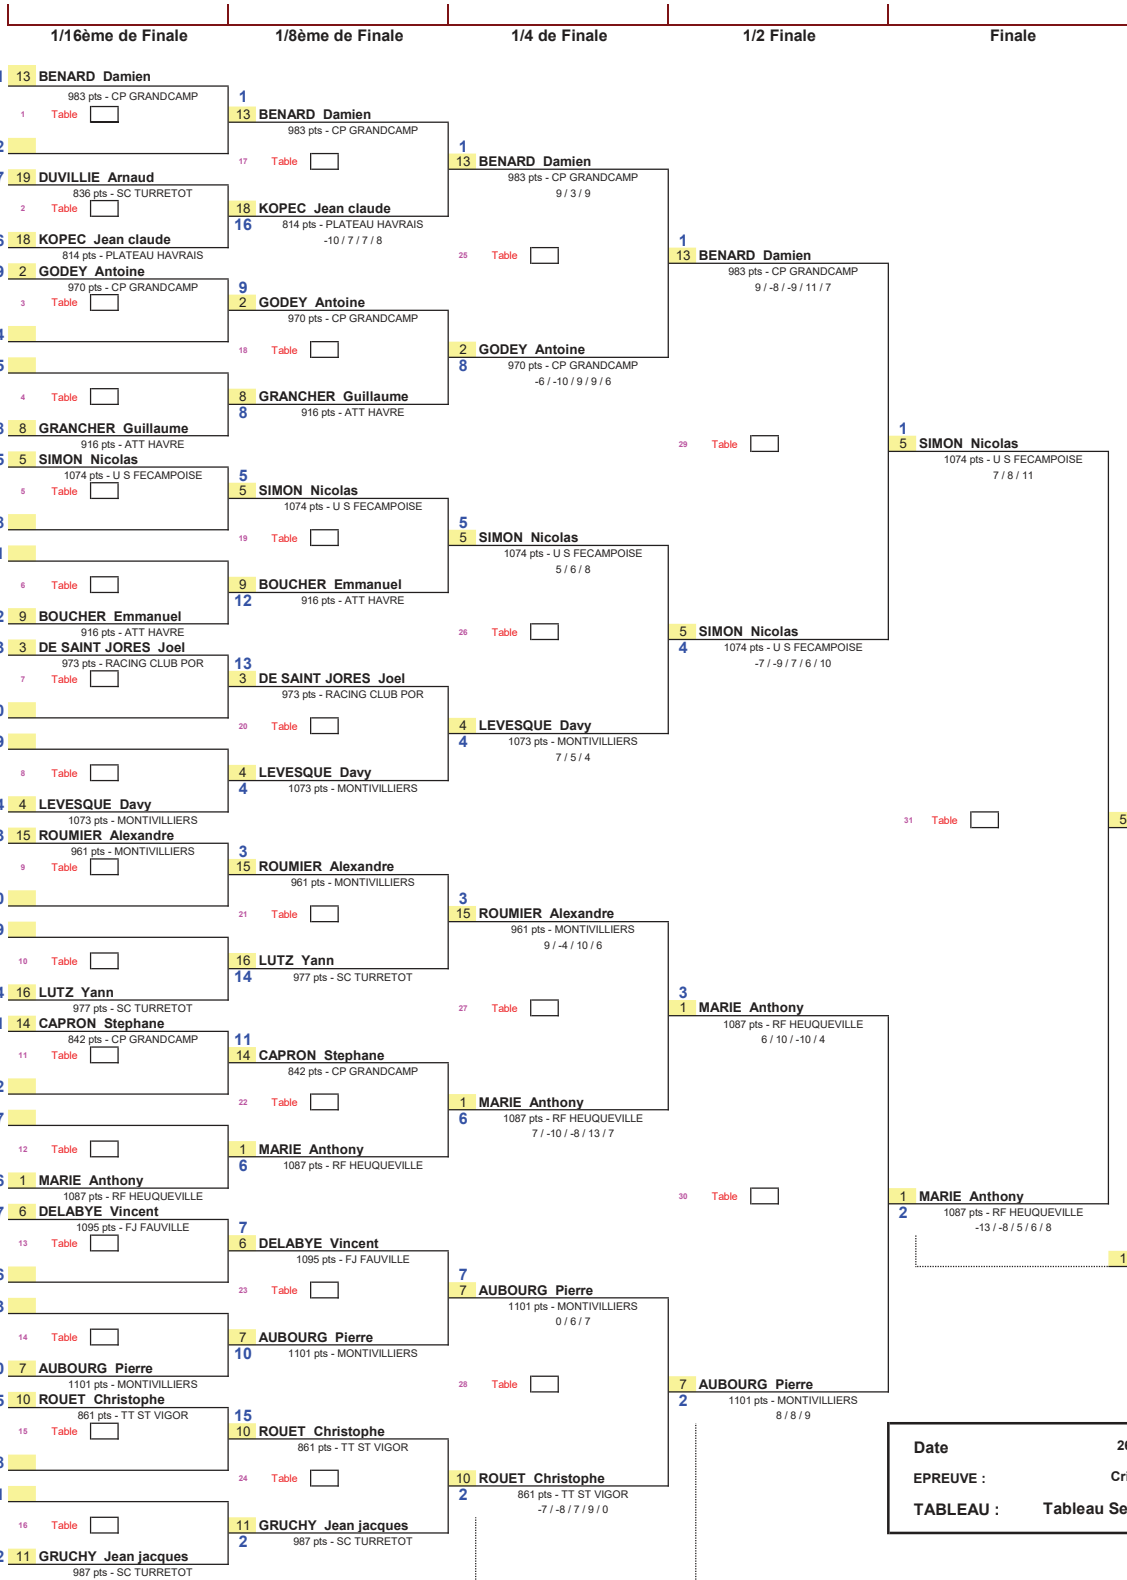 1/16ème de Finale
1/8ème de Finale
1/4 de Finale
1/2 Finale
Finale
13 BENARD Damien
983 pts - CP GRANDCAMP
1 Table
19 DUVILLIE Arnaud
836 pts - SC TURRETOT
2 Table
18 KOPEC Jean claude
814 pts - PLATEAU HAVRAIS
2 GODEY Antoine
970 pts - CP GRANDCAMP
3 Table
4 Table
8 GRANCHER Guillaume
916 pts - ATT HAVRE
5 SIMON Nicolas
1074 pts - U S FECAMPOISE
5 Table
6 Table
9 BOUCHER Emmanuel
916 pts - ATT HAVRE
3 DE SAINT JORES Joel
973 pts - RACING CLUB POR
7 Table
8 Table
4 LEVESQUE Davy
1073 pts - MONTIVILLIERS
15 ROUMIER Alexandre
961 pts - MONTIVILLIERS
9 Table
10 Table
16 LUTZ Yann
977 pts - SC TURRETOT
14 CAPRON Stephane
842 pts - CP GRANDCAMP
11 Table
12 Table
1 MARIE Anthony
1087 pts - RF HEUQUEVILLE
6 DELABYE Vincent
1095 pts - FJ FAUVILLE
13 Table
14 Table
7 AUBOURG Pierre
1101 pts - MONTIVILLIERS
10 ROUET Christophe
861 pts - TT ST VIGOR
15 Table
16 Table
11 GRUCHY Jean jacques
987 pts - SC TURRETOT
1
13 BENARD Damien
983 pts - CP GRANDCAMP
17 Table
18 KOPEC Jean claude
16 814 pts - PLATEAU HAVRAIS
-10 / 7 / 7 / 8
9
2 GODEY Antoine
970 pts - CP GRANDCAMP
18 Table
8 GRANCHER Guillaume
8 916 pts - ATT HAVRE
5
5 SIMON Nicolas
1074 pts - U S FECAMPOISE
19 Table
9 BOUCHER Emmanuel
12 916 pts - ATT HAVRE
13
3 DE SAINT JORES Joel
973 pts - RACING CLUB POR
20 Table
4 LEVESQUE Davy
4 1073 pts - MONTIVILLIERS
3
15 ROUMIER Alexandre
961 pts - MONTIVILLIERS
21 Table
16 LUTZ Yann
14 977 pts - SC TURRETOT
11
14 CAPRON Stephane
842 pts - CP GRANDCAMP
22 Table
1 MARIE Anthony
6 1087 pts - RF HEUQUEVILLE
7
6 DELABYE Vincent
1095 pts - FJ FAUVILLE
23 Table
7 AUBOURG Pierre
10 1101 pts - MONTIVILLIERS
15
10 ROUET Christophe
861 pts - TT ST VIGOR
24 Table
11 GRUCHY Jean jacques
2 987 pts - SC TURRETOT
1
13 BENARD Damien
983 pts - CP GRANDCAMP
9 / 3 / 9
25 Table
2 GODEY Antoine
8 970 pts - CP GRANDCAMP
-6 / -10 / 9 / 9 / 6
5
5 SIMON Nicolas
1074 pts - U S FECAMPOISE
5 / 6 / 8
26 Table
4 LEVESQUE Davy
4 1073 pts - MONTIVILLIERS
7 / 5 / 4
3
15 ROUMIER Alexandre
961 pts - MONTIVILLIERS
9 / -4 / 10 / 6
27 Table
1 MARIE Anthony
6 1087 pts - RF HEUQUEVILLE
7 / -10 / -8 / 13 / 7
7
7 AUBOURG Pierre
1101 pts - MONTIVILLIERS
0 / 6 / 7
28 Table
10 ROUET Christophe
2 861 pts - TT ST VIGOR
-7 / -8 / 7 / 9 / 0
1
13 BENARD Damien
983 pts - CP GRANDCAMP
9 / -8 / -9 / 11 / 7
29 Table
5 SIMON Nicolas
4 1074 pts - U S FECAMPOISE
-7 / -9 / 7 / 6 / 10
3
1 MARIE Anthony
1087 pts - RF HEUQUEVILLE
6 / 10 / -10 / 4
30 Table
7 AUBOURG Pierre
2 1101 pts - MONTIVILLIERS
8 / 8 / 9
1
5 SIMON Nicolas
1074 pts - U S FECAMPOISE
7 / 8 / 11
31 Table
5
1 MARIE Anthony
2 1087 pts - RF HEUQUEVILLE
-13 / -8 / 5 / 6 / 8
1
Date
EPREUVE :
TABLEAU : Tableau Se